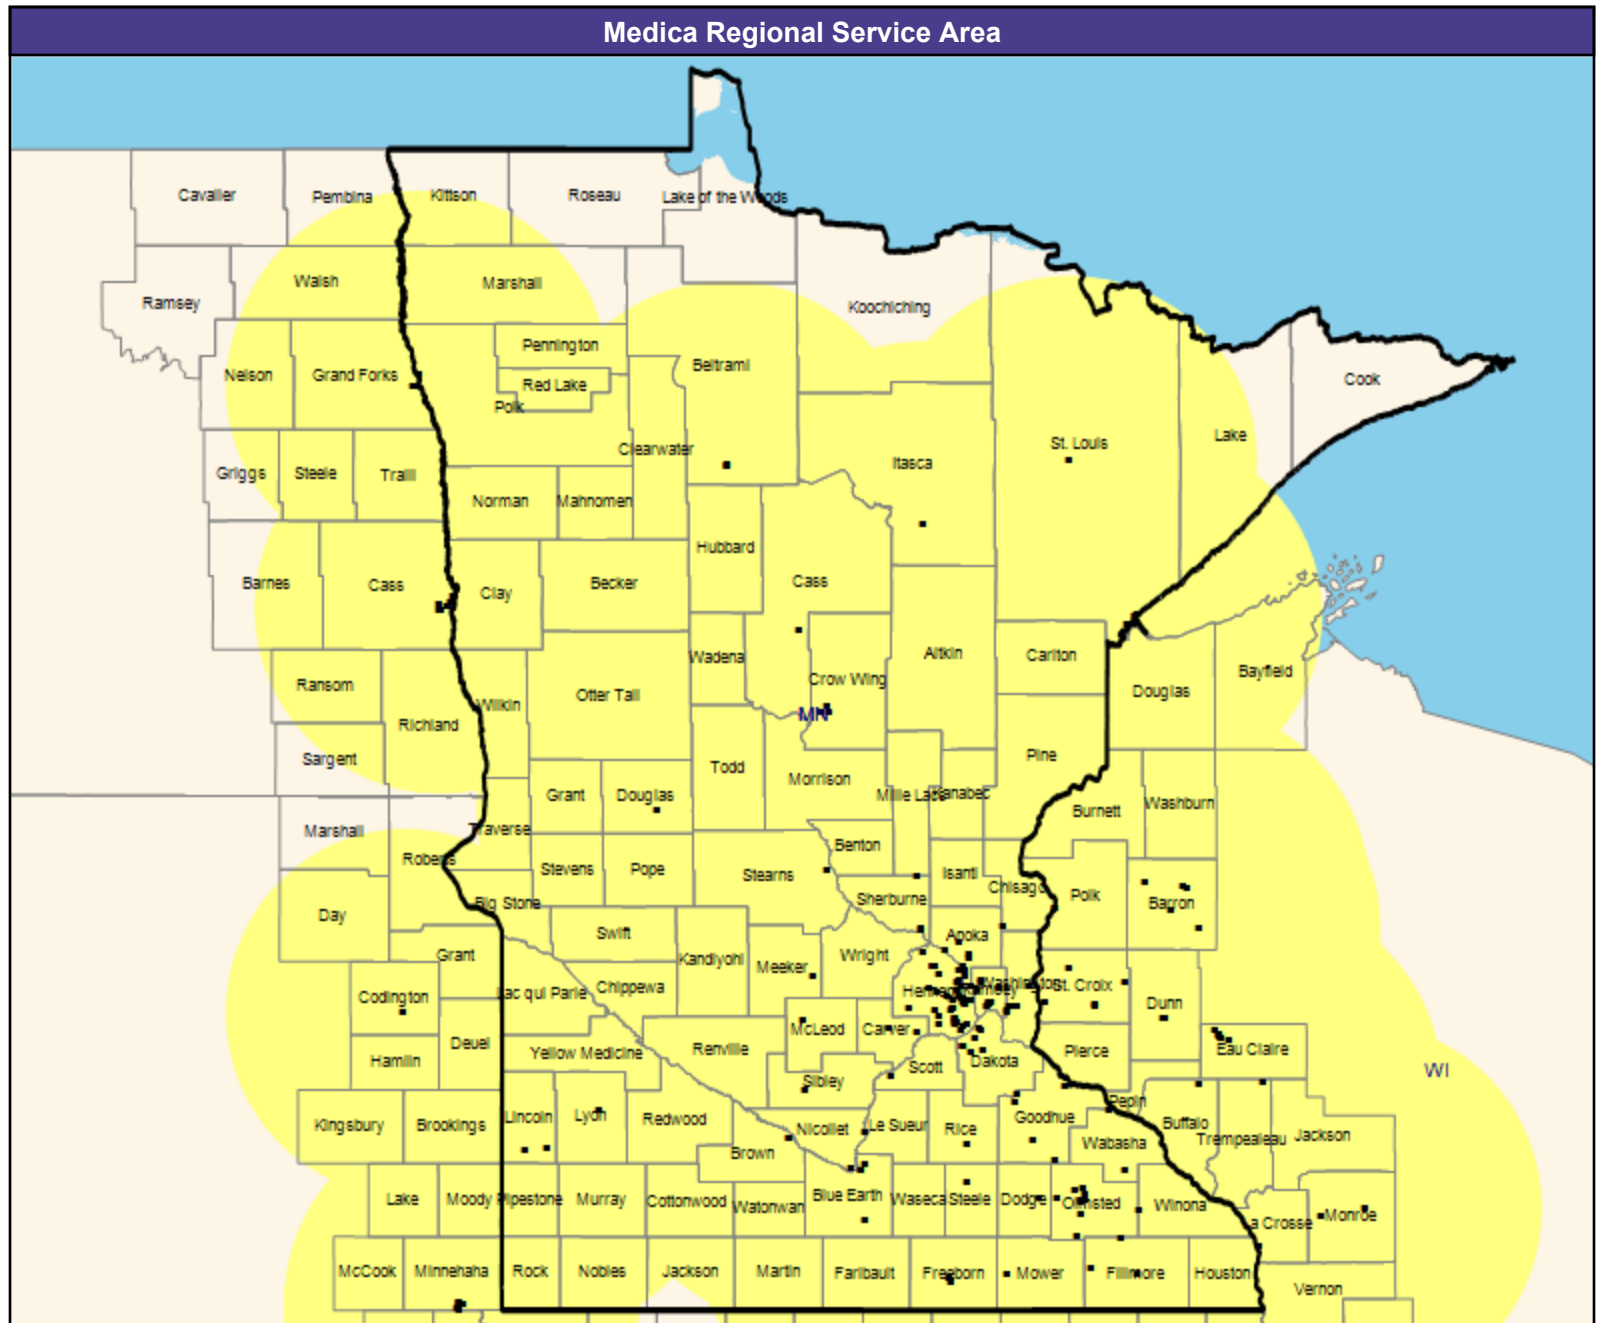 Medica Regional Service Area
Cavalier Pembina Kittson Roseau Lake of the Woods
Walsh Marshall
Ramsey Koochiching
Pennington
Nelson Grand Forks Red Lake Beltrami Cook
Polk
Clearwater St. Louis Lake
Griggs Steele Traill Itasca
Norman Mahnomen
Hubbard
Barnes Cass Clay Becker Cass
Wadena Aitkin Carlton
Ransom Otter Tail Crow Wing Douglas Bayfield
Richland Wilkin MN
Sargent Todd Morrison Pine
Grant Douglas Mille Lacs Kanabec Burnett Washburn
Marshall Traverse
Roberts Stevens Pope Stearns Benton Isanti Chisago Polk Barron
Day Big Stone Sherburne
Swift Anoka
Grant Kandiyohi Meeker Wright
Codington Lac qui Parle Chippewa Hennepin Ramsey Washington St. Croix Dunn
Deuel McLeod Carver
Hamlin Yellow Medicine Renville Scott Dakota Pierce Eau Claire WI
Sibley
Kingsbury Brookings Lincoln Lyon Redwood Nicollet Le Sueur Rice Goodhue Pepin Buffalo
Brown Wabasha Trempealeau Jackson
Lake Moody Pipestone Murray Cottonwood Watonwan Blue Earth Waseca Steele Dodge Olmsted Winona
La Crosse Monroe
McCook Minnehaha Rock Nobles Jackson Martin Faribault Freeborn Mower Fillmore Houston
Vernon